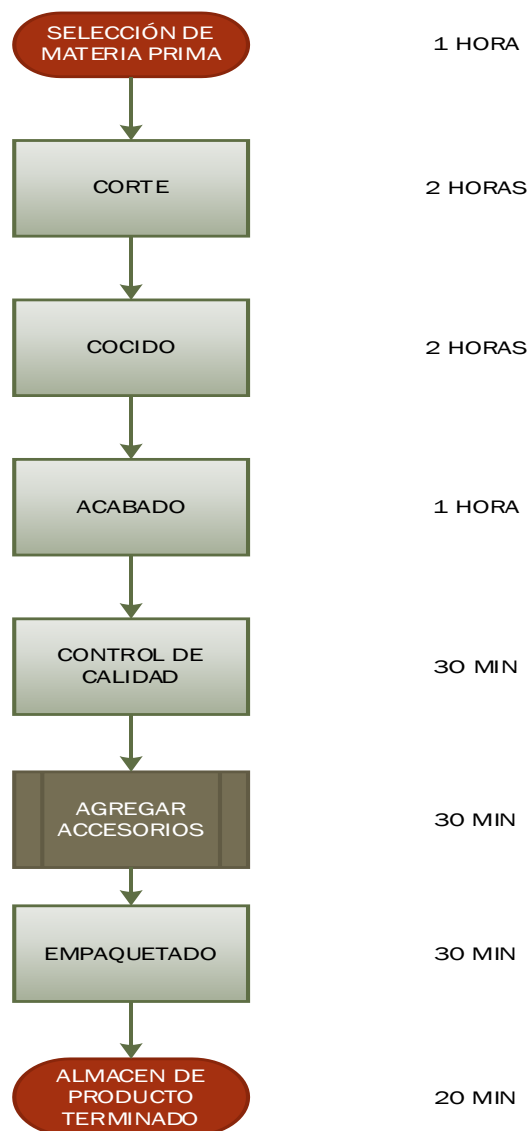 SELECCIÓN DE
MATERIA PRIMA
1 HORA
CORTE
2 HORAS
COCIDO
2 HORAS
ACABADO
1 HORA
CONTROL DE
CALIDAD
30 MIN
AGREGAR
ACCESORIOS
30 MIN
EMPAQUETADO
30 MIN
ALMACEN DE
PRODUCTO
TERMINADO
20 MIN